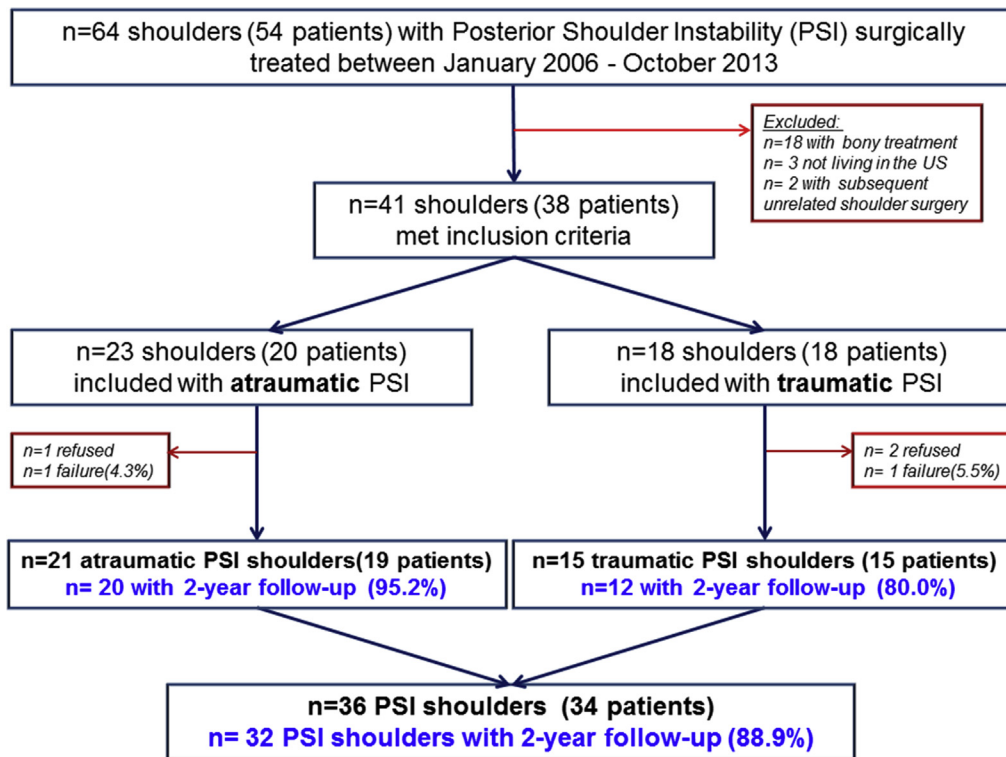 n=64 shoulders (54 patients) with Posterior Shoulder Instability (PSI) surgically
treated between January 2006 - October 2013
Excluded:
n=18 with bony treatment
n= 3 not living in the US
n= 2 with subsequent
unrelated shoulder surgery
n=41 shoulders (38 patients)
met inclusion criteria
n=23 shoulders (20 patients)
included with atraumatic PSI
n=18 shoulders (18 patients)
included with traumatic PSI
n=1 refused
n=1 failure(4.3%)
n= 2 refused
n= 1 failure(5.5%)
n=21 atraumatic PSI shoulders(19 patients)
n= 20 with 2-year follow-up (95.2%)
n=15 traumatic PSI shoulders (15 patients)
n=12 with 2-year follow-up (80.0%)
n=36 PSI shoulders (34 patients)
n= 32 PSI shoulders with 2-year follow-up (88.9%)